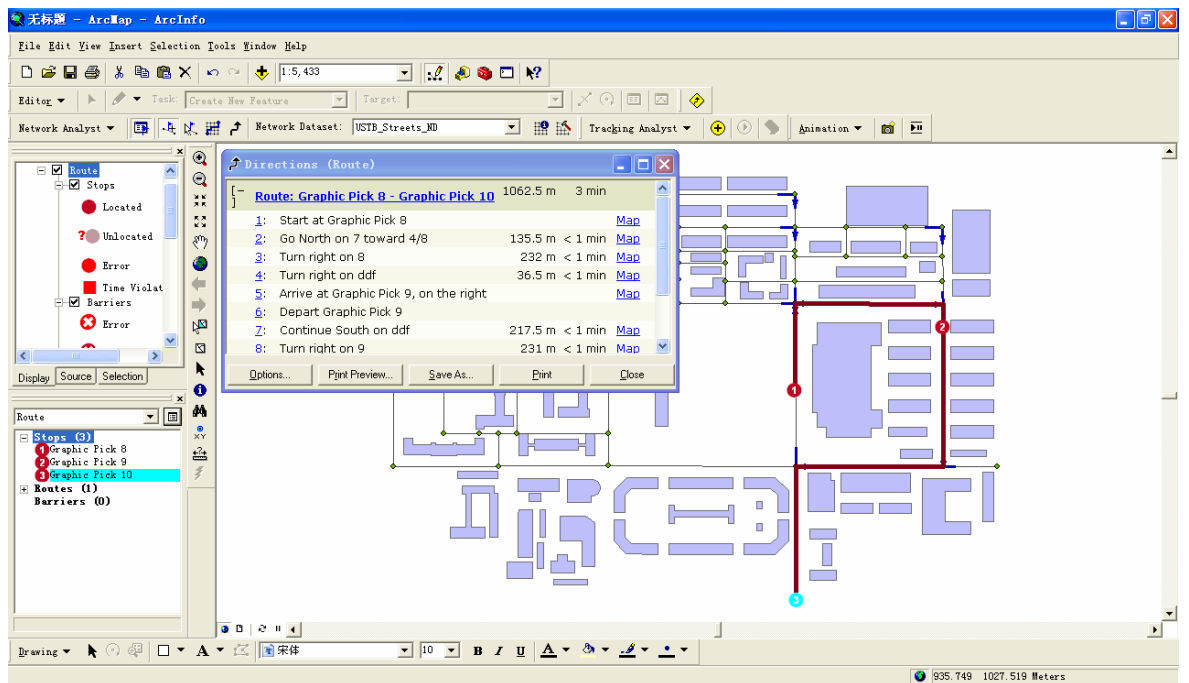 无标题 - ArcMap - ArcInfo
File Edit View Insert Selection Tools Window Help
1:5,433
Editor Task: Create New Feature Target:
Network Analyst Network Dataset: USTB_Streets_ND Tracking Analyst Animation
Route
Stops
Located
? Unlocated
Error
Time Violat
Barriers
Error
Display Source Selection
Route
Stops (3)
1 Graphic Pick 8
2 Graphic Pick 9
3 Graphic Pick 10
Routes (1)
Barriers (0)
Directions (Route)
[-] Route: Graphic Pick 8 - Graphic Pick 10 1062.5 m 3 min
1: Start at Graphic Pick 8 Map
2: Go North on 7 toward 4/8 135.5 m < 1 min Map
3: Turn right on 8 232 m < 1 min Map
4: Turn right on ddf 36.5 m < 1 min Map
5: Arrive at Graphic Pick 9, on the right Map
6: Depart Graphic Pick 9
7: Continue South on ddf 217.5 m < 1 min Map
8: Turn right on 9 231 m < 1 min Map
Options... Print Preview... Save As... Print Close
1
2
3
Drawing A 宋体 10 B I U A
935.749 1027.519 Meters